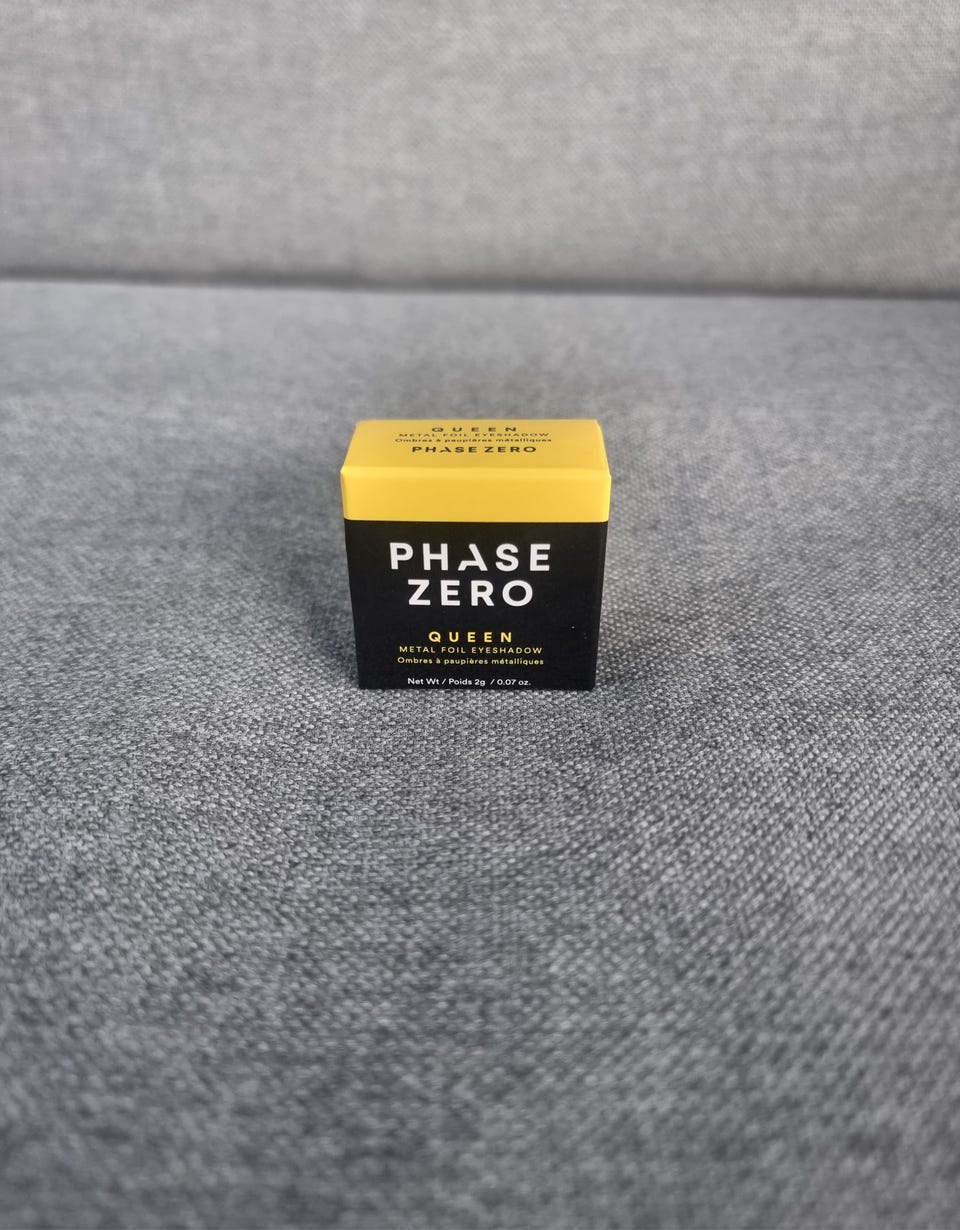 QUEEN
METAL FOIL EYESHADOW
Ombres à paupières métalliques
PHASE ZERO
PHASE
ZERO
QUEEN
METAL FOIL EYESHADOW
Ombres à paupières métalliques
Net Wt / Poids 2g / 0.07 oz.